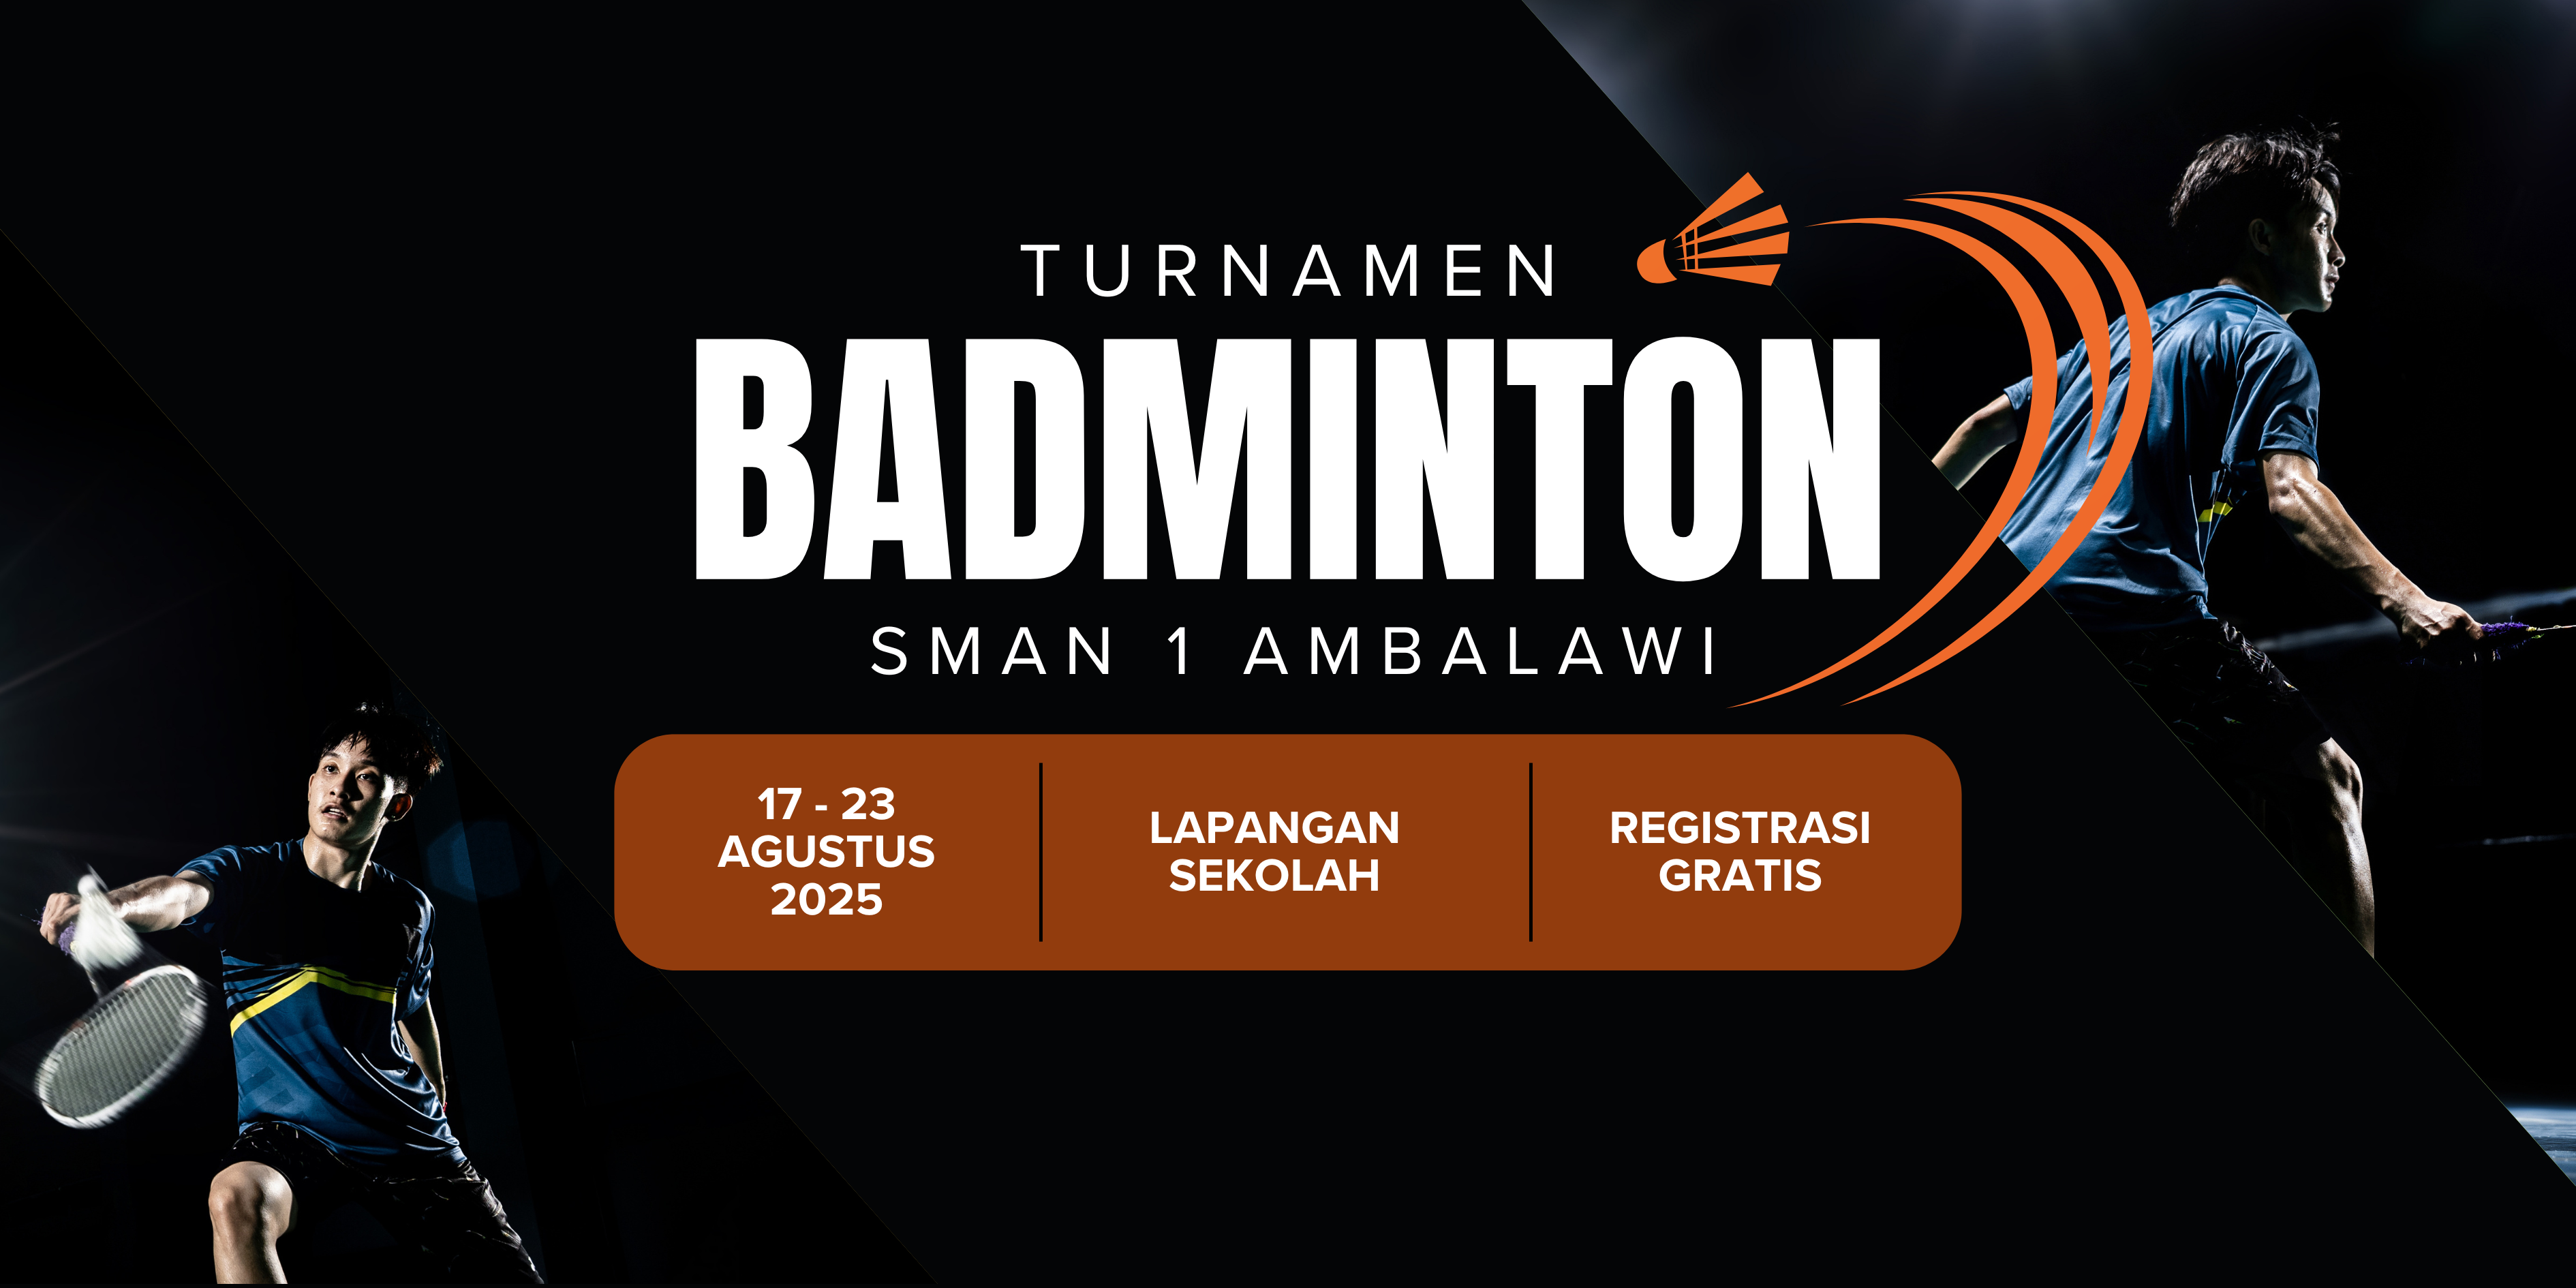 TURNAMEN
BADMINTON
SMAN 1 AMBALAWI
17 - 23
AGUSTUS
2025
LAPANGAN
SEKOLAH
REGISTRASI
GRATIS